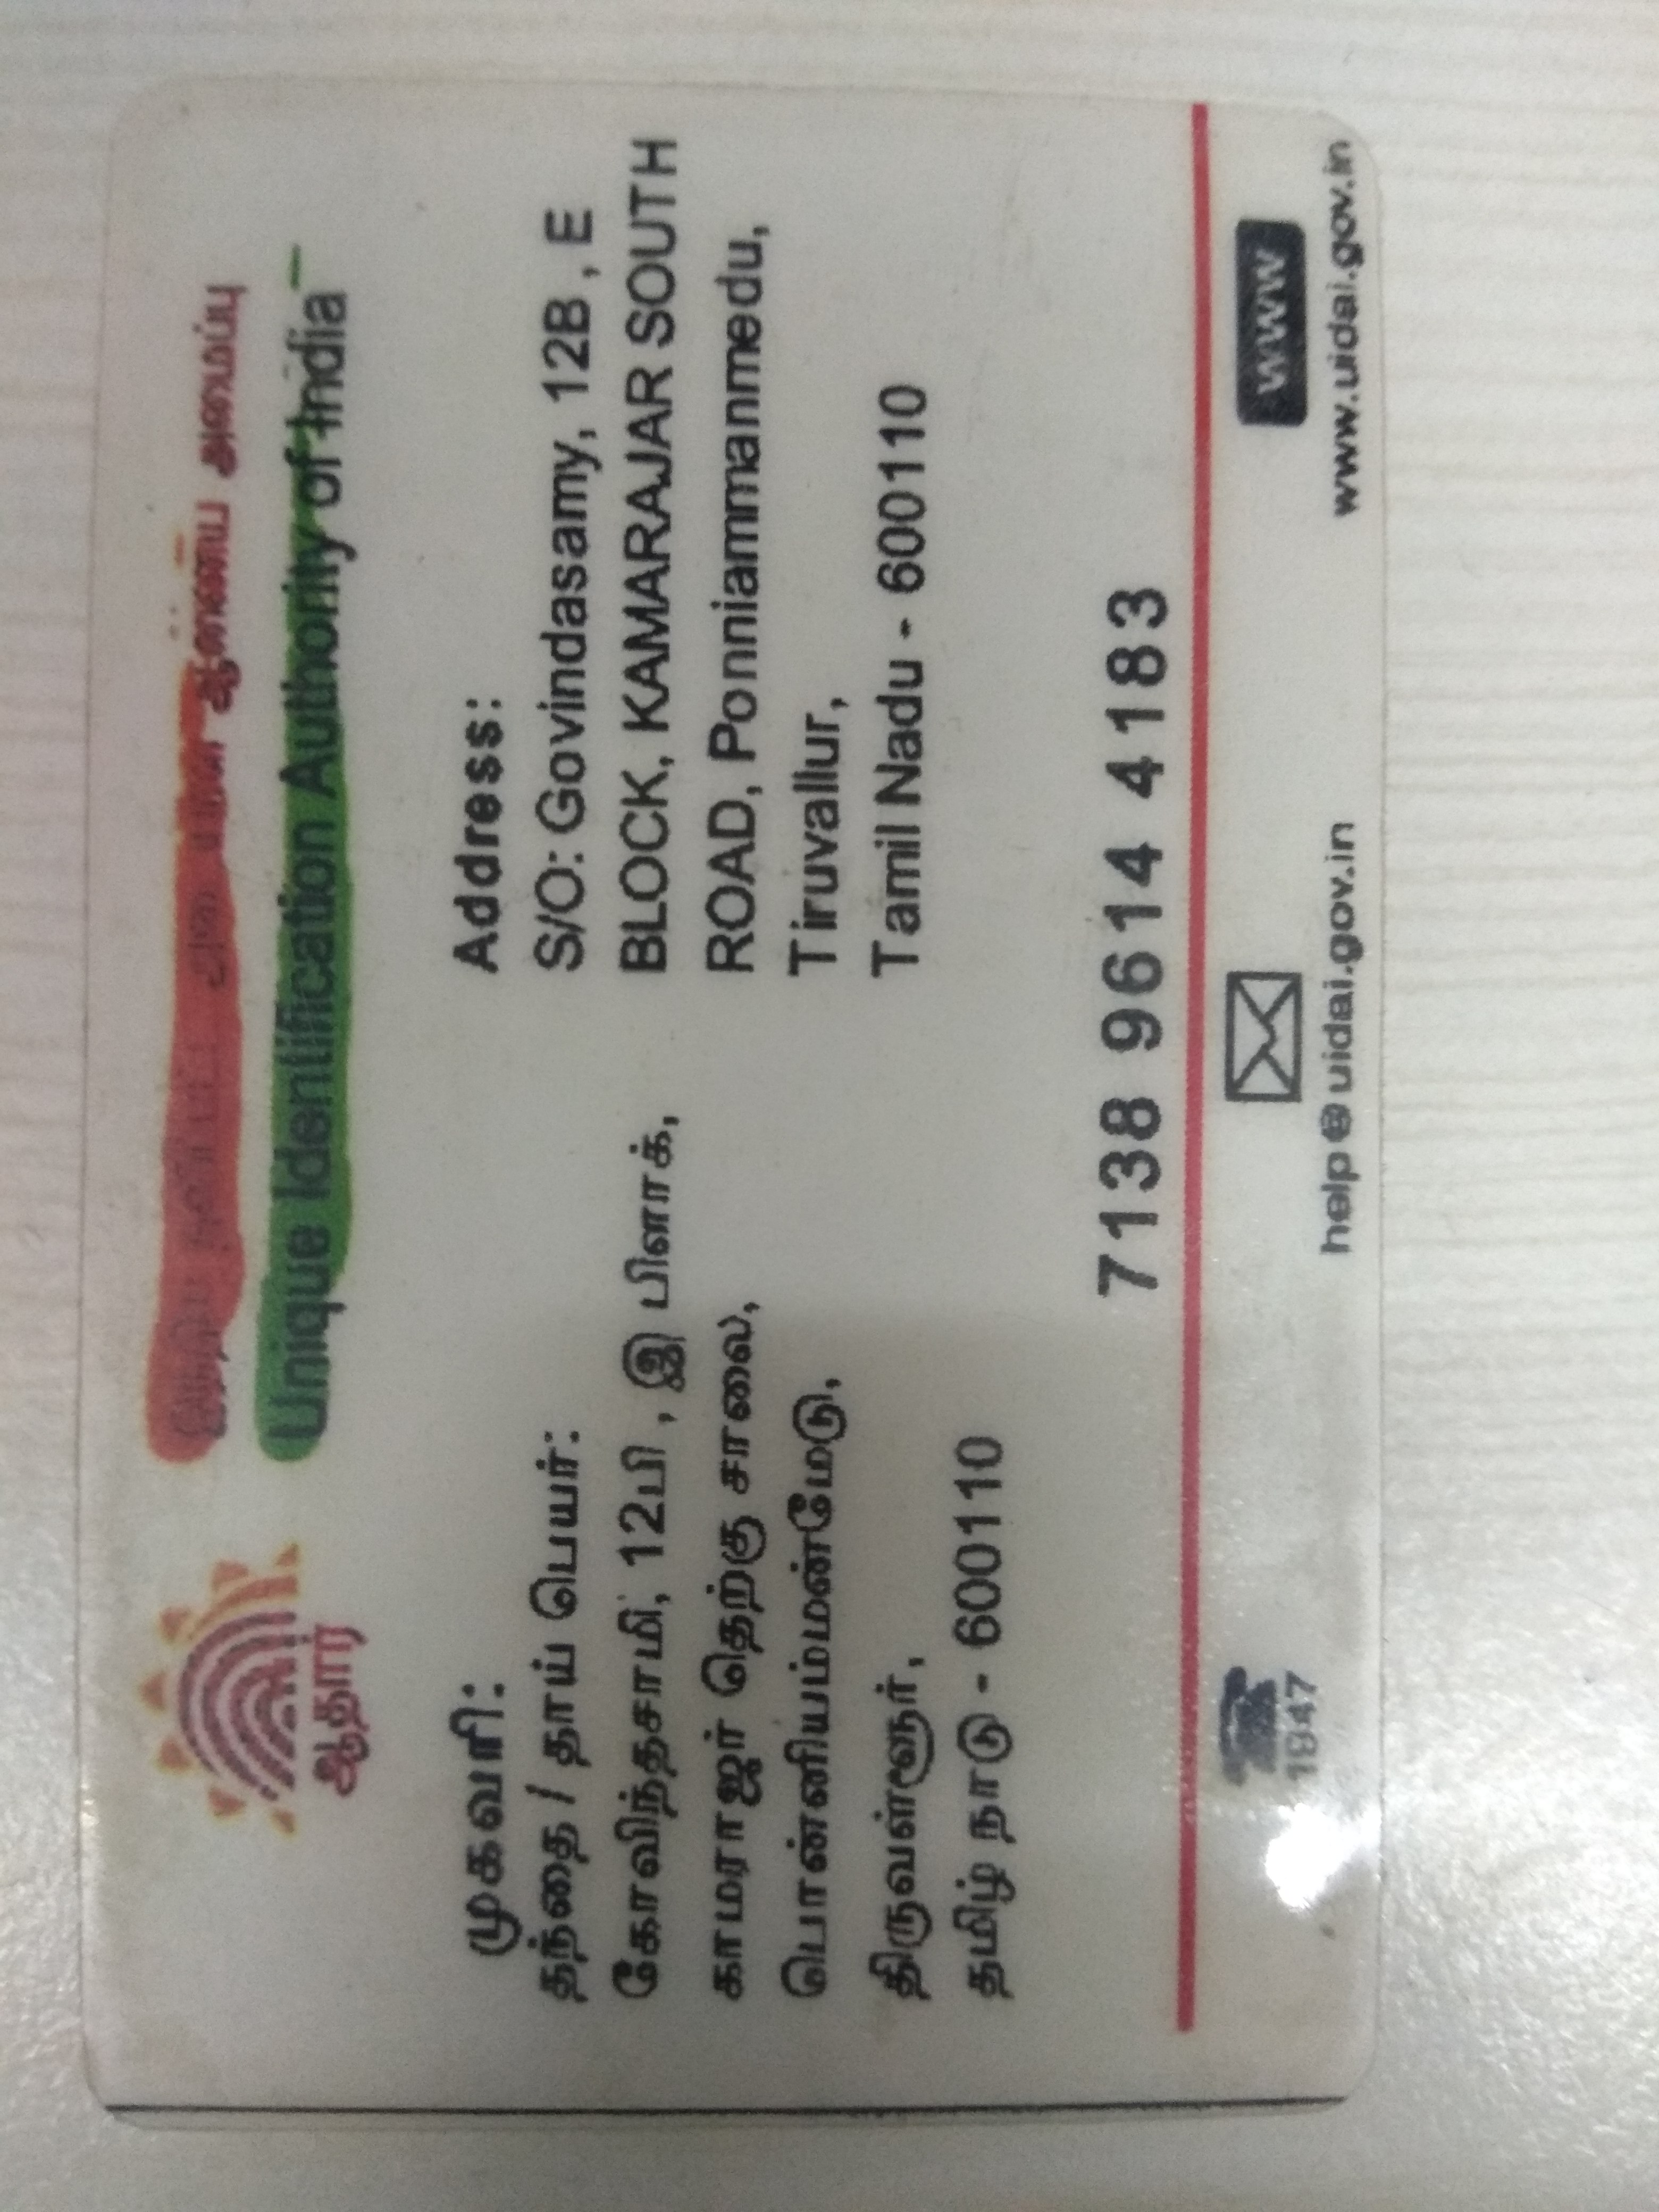 ஆதார்
ஆணைய அமைப்பு
Unique Identification Authority of India
முகவரி:
தந்தை / தாய் பெயர்:
கோவிந்தசாமி, 12பி , இ பிளாக்,
காமராஜர் தெற்கு சாலை,
பொன்னியம்மன்மேடு,
திருவள்ளூர்,
தமிழ் நாடு - 600110
Address:
S/O: Govindasamy, 12B , E
BLOCK, KAMARAJAR SOUTH
ROAD, Ponniammanmedu,
Tiruvallur,
Tamil Nadu - 600110
7138 9614 4183
1947
help@uidai.gov.in
WWW
www.uidai.gov.in